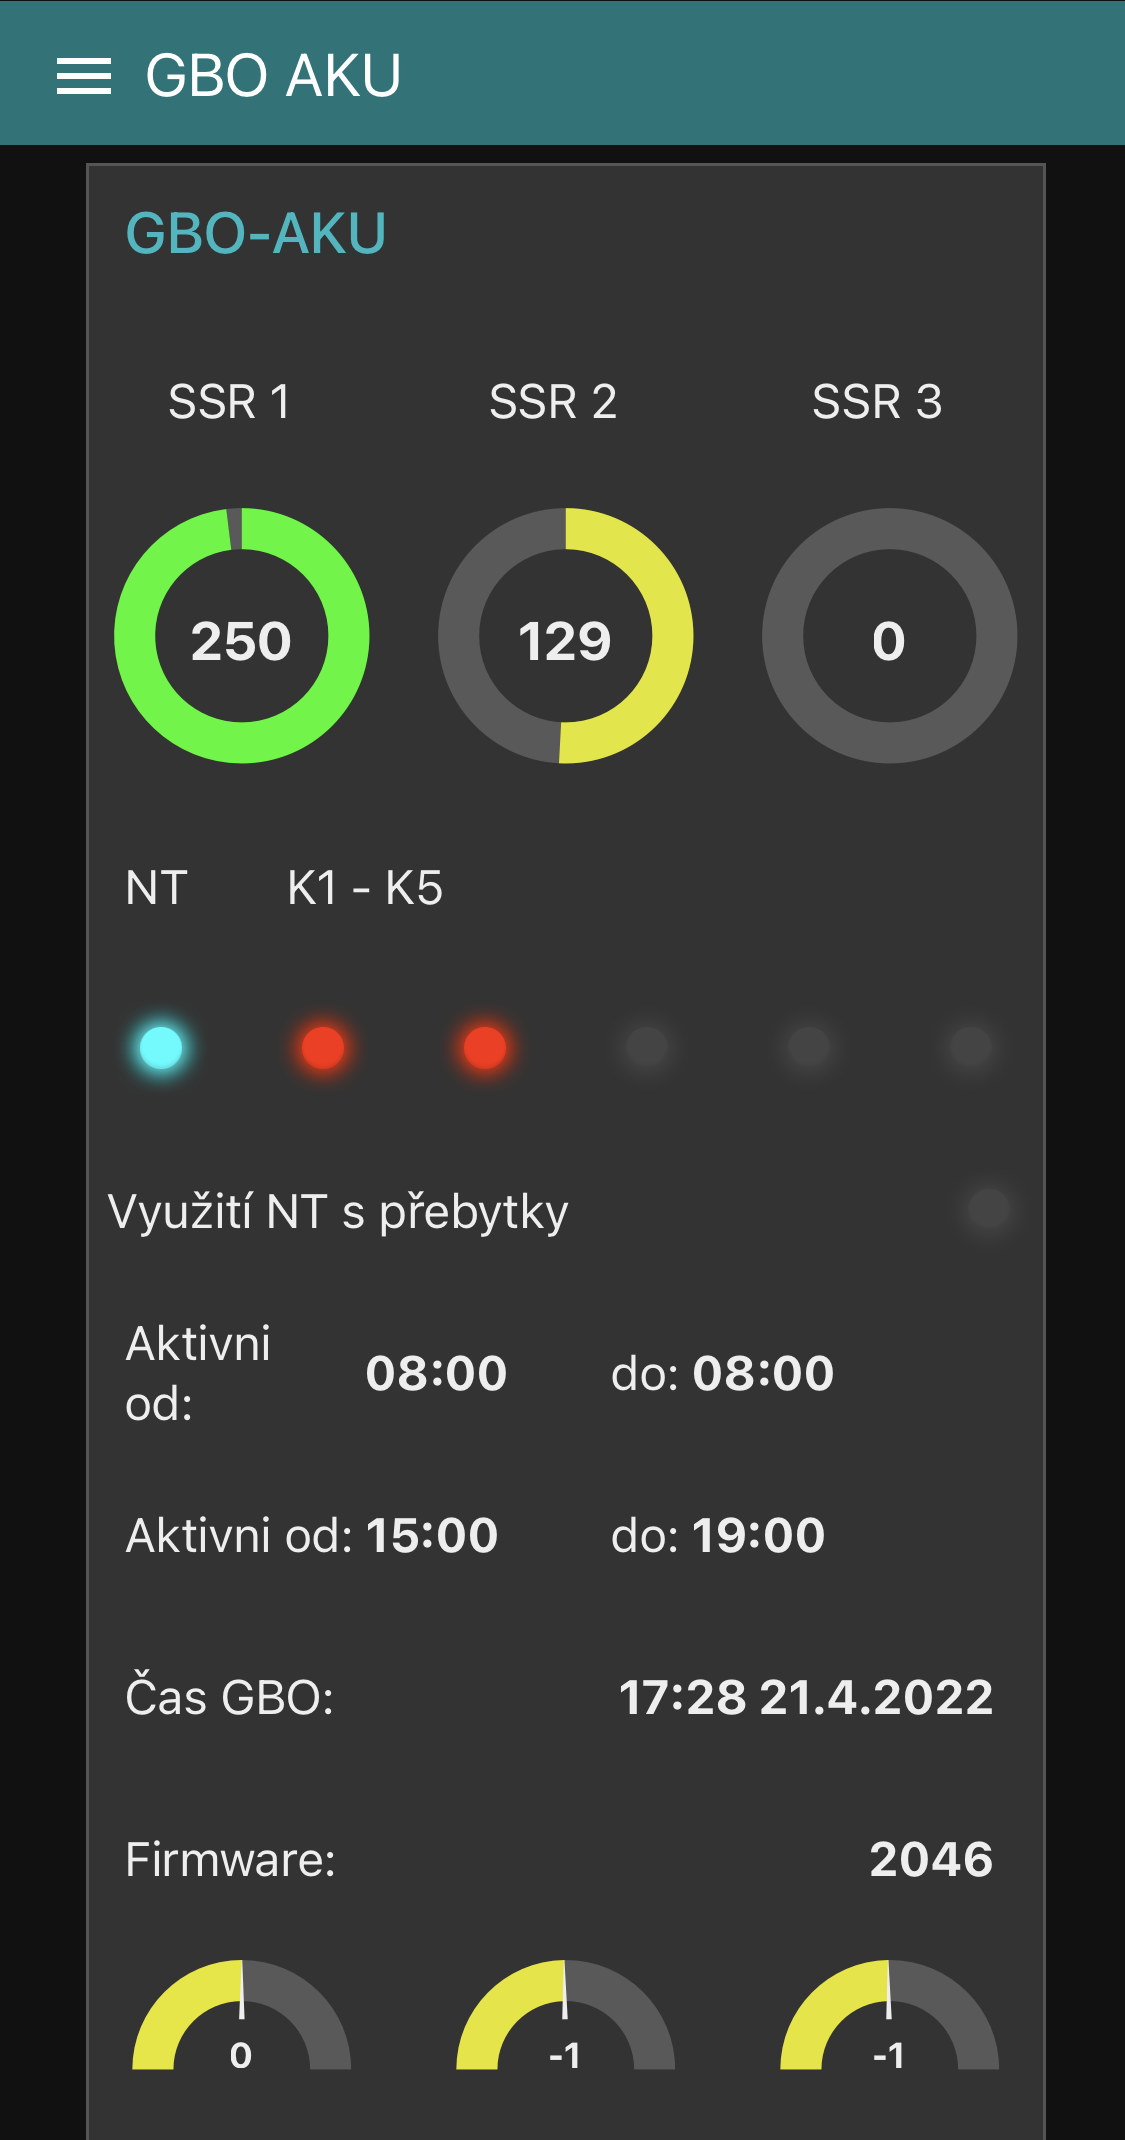 GBO AKU
GBO-AKU
SSR 1 SSR 2 SSR 3
250 129 0
NT K1 - K5
Využití NT s přebytky
Aktivni
od: 08:00 do: 08:00
Aktivni od: 15:00 do: 19:00
Čas GBO: 17:28 21.4.2022
Firmware: 2046
0 -1 -1